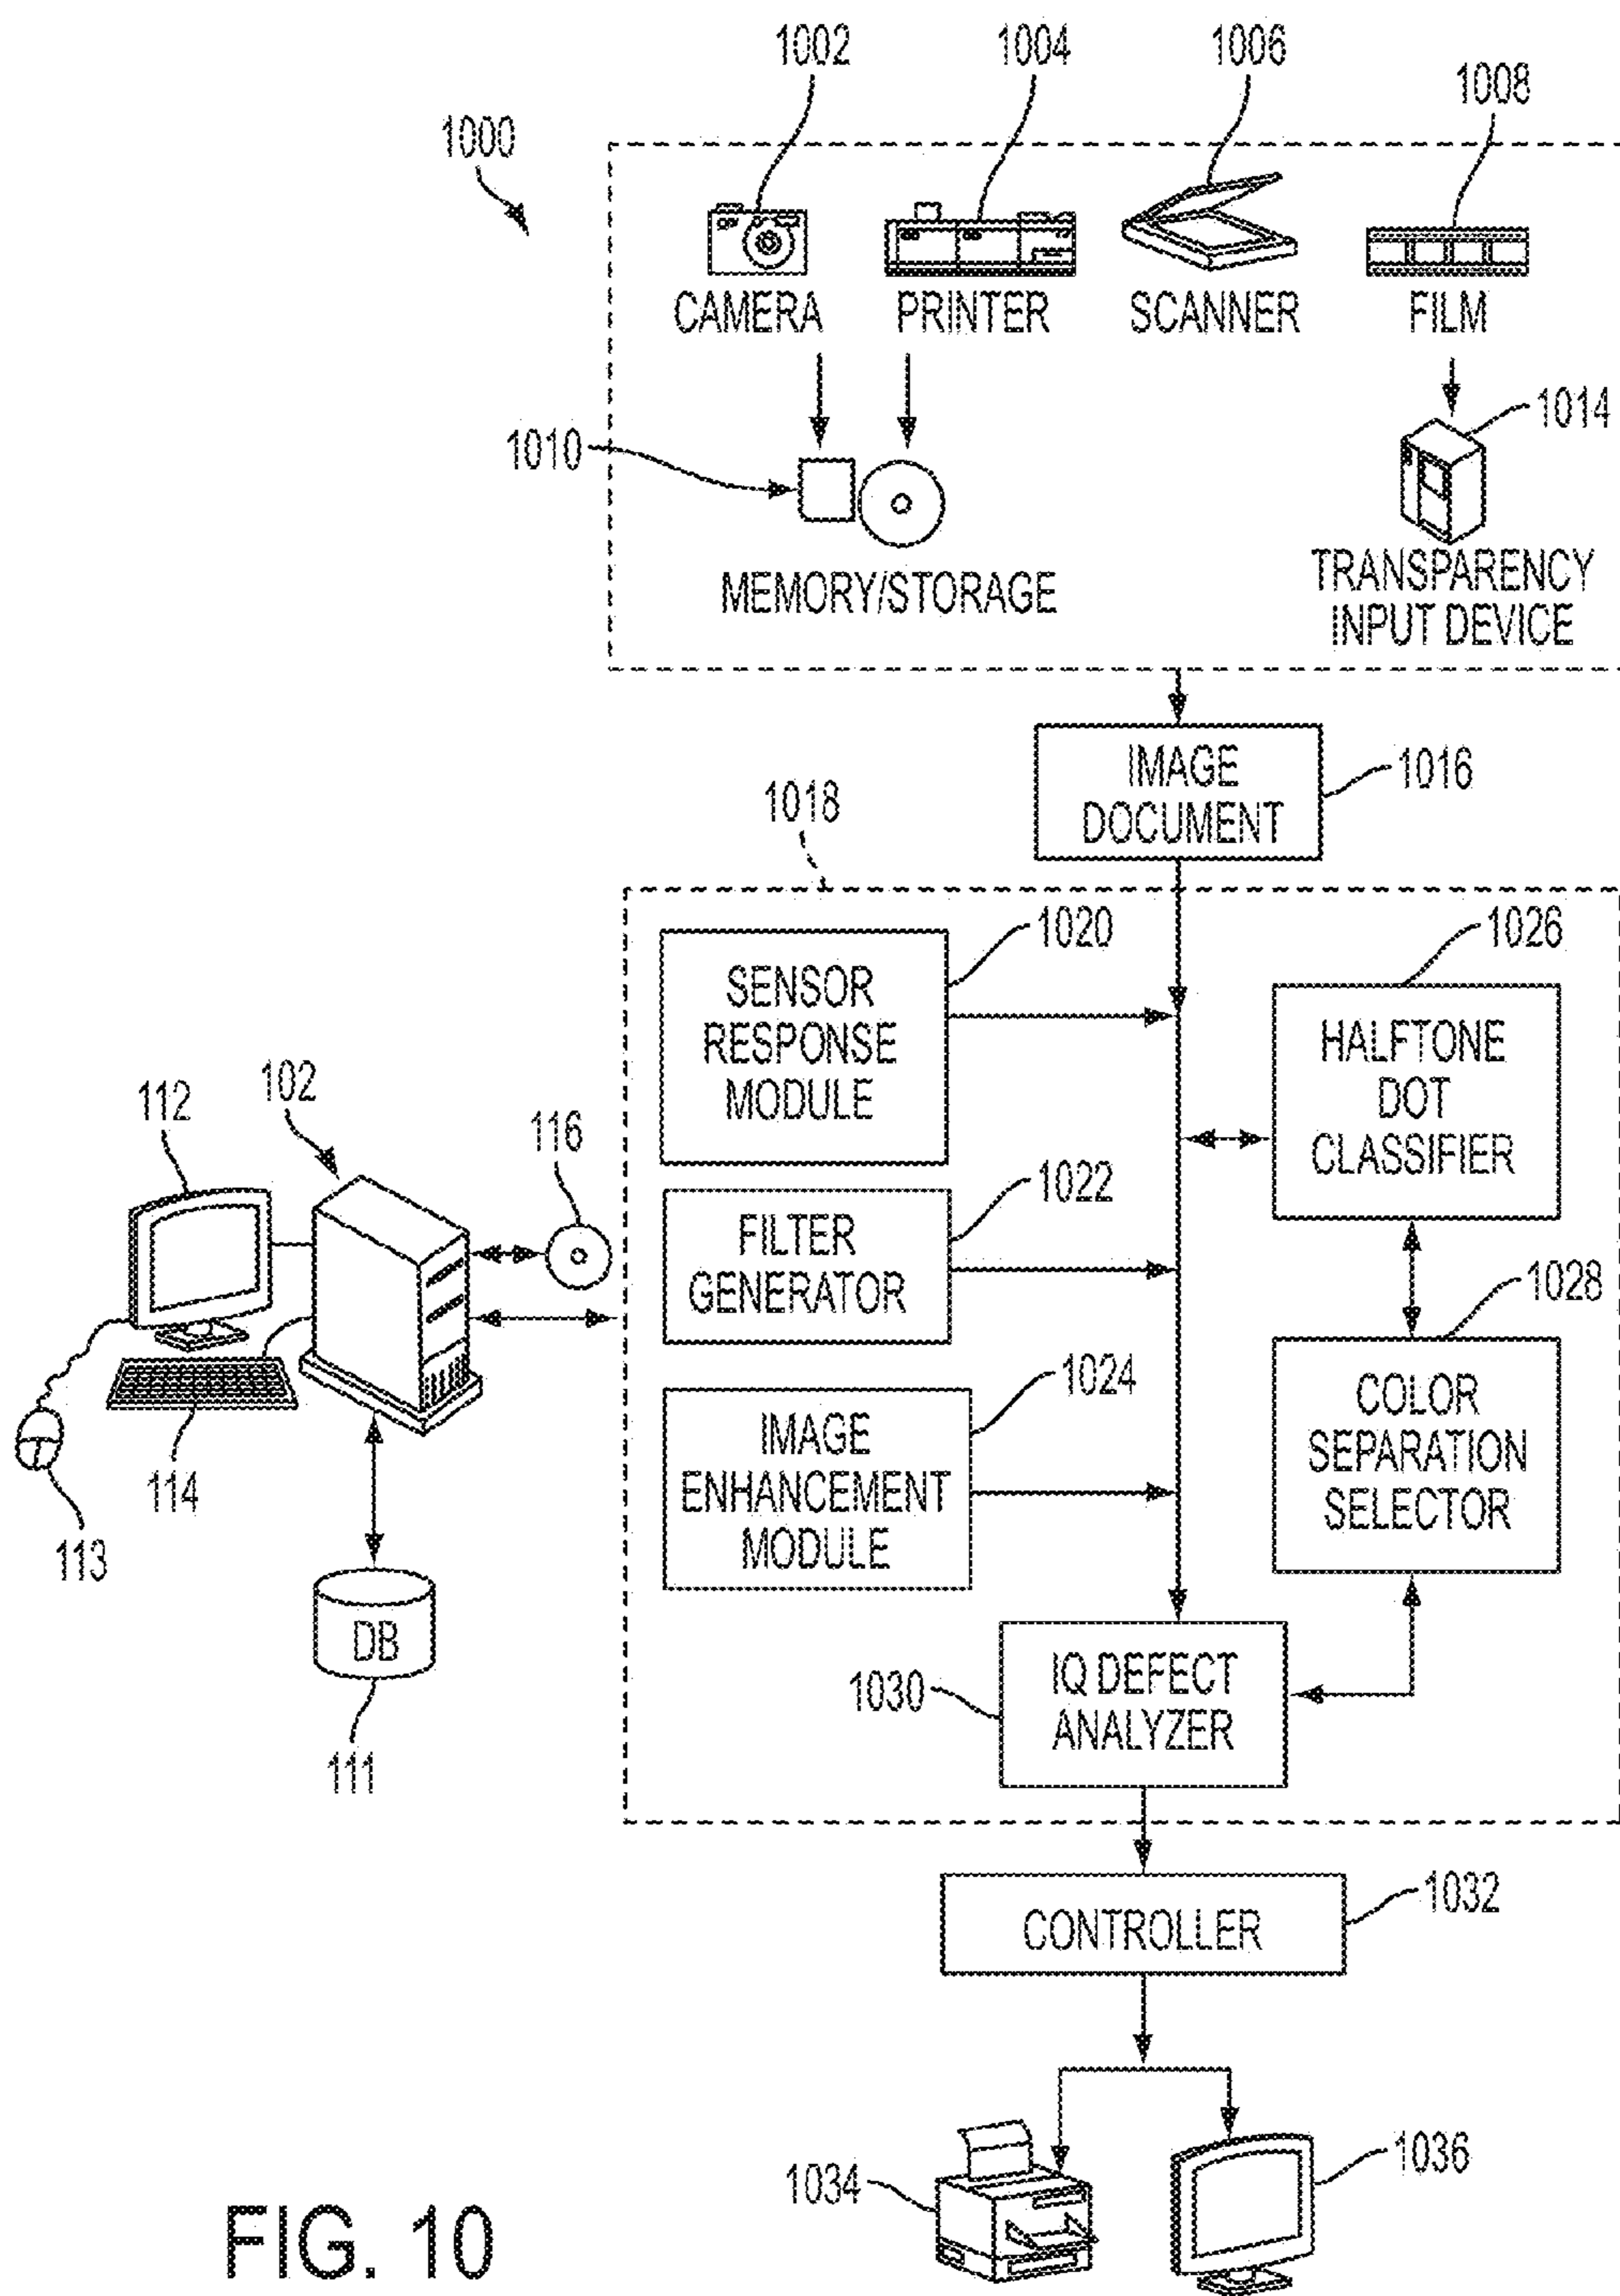 1002
1004
1006
1008
1000
CAMERA
PRINTER
SCANNER
FILM
1010
1014
MEMORY/STORAGE
TRANSPARENCY
INPUT DEVICE
IMAGE
DOCUMENT
1016
1018
SENSOR
RESPONSE
MODULE
1020
1026
HALFTONE
DOT
CLASSIFIER
112
102
116
FILTER
GENERATOR
1022
1028
COLOR
SEPARATION
SELECTOR
IMAGE
ENHANCEMENT
MODULE
1024
114
113
DB
111
1030
IQ DEFECT
ANALYZER
CONTROLLER
1032
1034
1036
FIG. 10